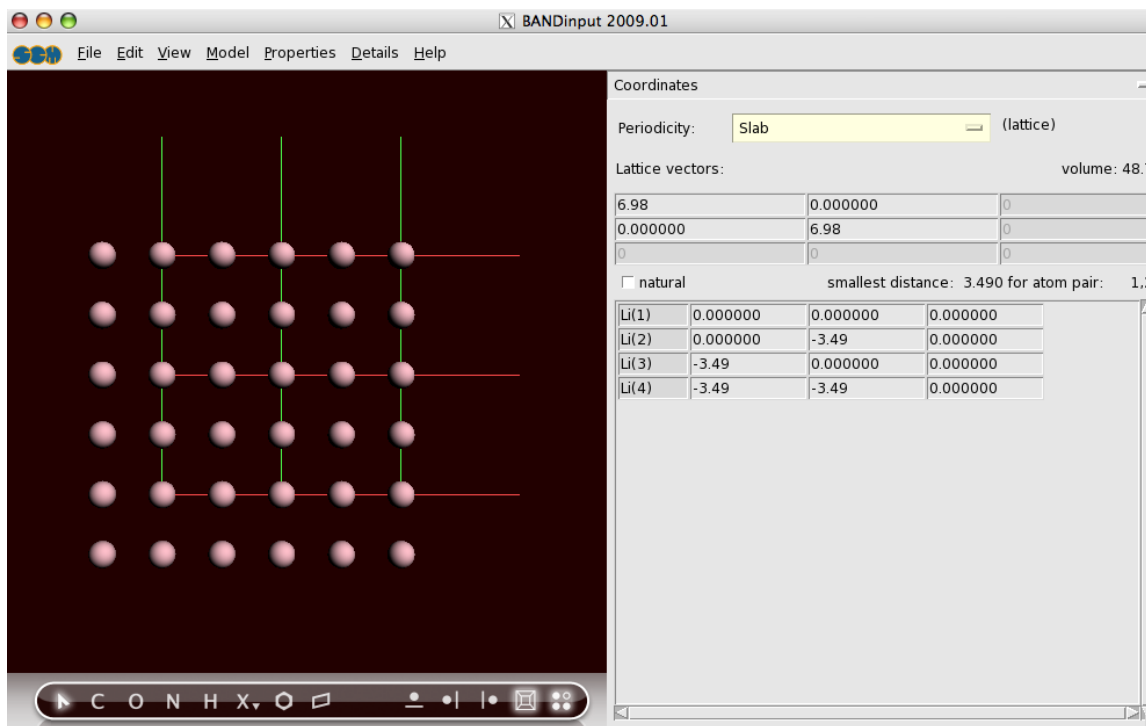 X BANDinput 2009.01
SCM File Edit View Model Properties Details Help
Coordinates
Periodicity: Slab (lattice)
Lattice vectors: volume: 48.
6.98 0.000000 0
0.000000 6.98 0
0 0 0
natural smallest distance: 3.490 for atom pair: 1,
Li(1) 0.000000 0.000000 0.000000
Li(2) 0.000000 -3.49 0.000000
Li(3) -3.49 0.000000 0.000000
Li(4) -3.49 -3.49 0.000000
C O N H X